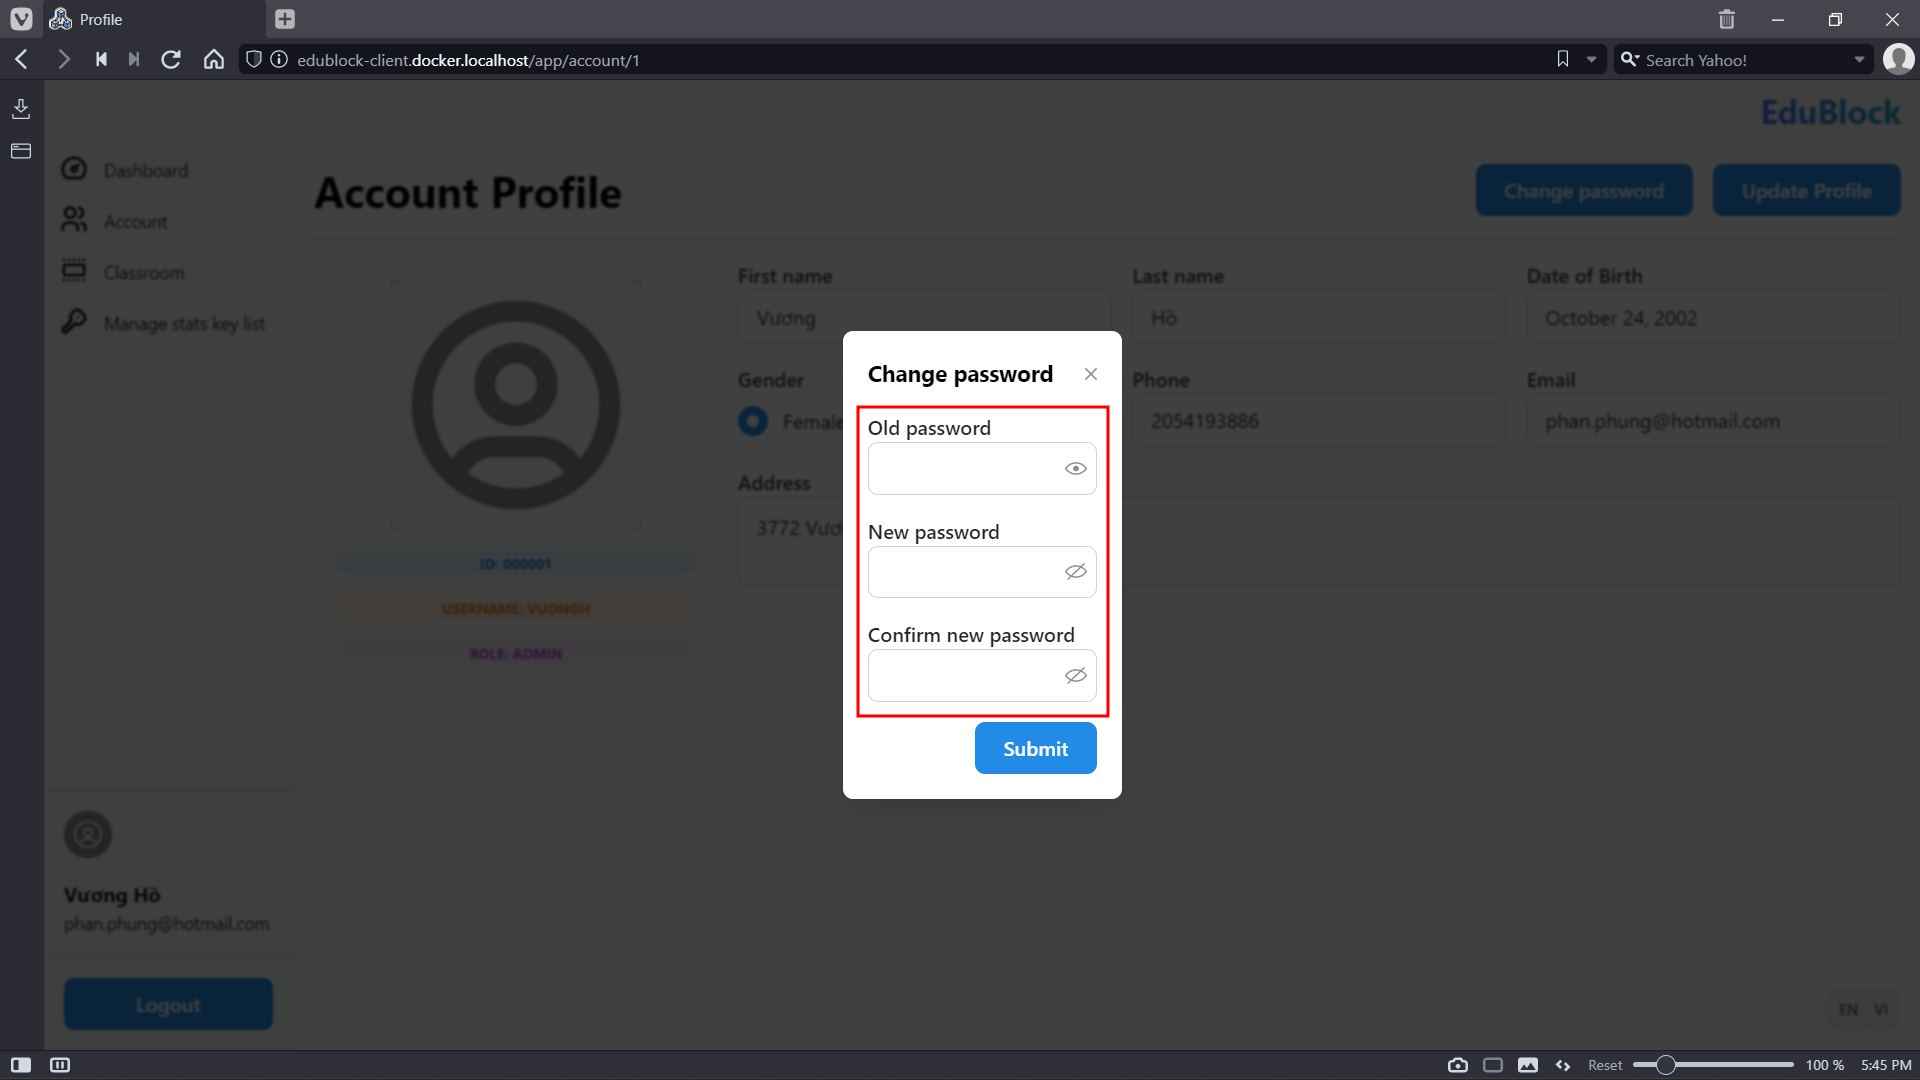 Profile
edublock-client.docker.localhost/app/account/1
Search Yahoo!
EduBlock
Dashboard
Account
Classroom
Manage stats key list
Account Profile
Change password
Update Profile
First name
Last name
Date of Birth
Vương
Hồ
October 24, 2002
Gender
Phone
Email
Female
2054193886
phan.phung@hotmail.com
Address
3772
ID: 000001
USERNAME: VUONGH
ROLE: ADMIN
Change password
Old password
New password
Confirm new password
Submit
Vương Hồ
phan.phung@hotmail.com
Logout
EN VI
Reset
100 %
5:45 PM